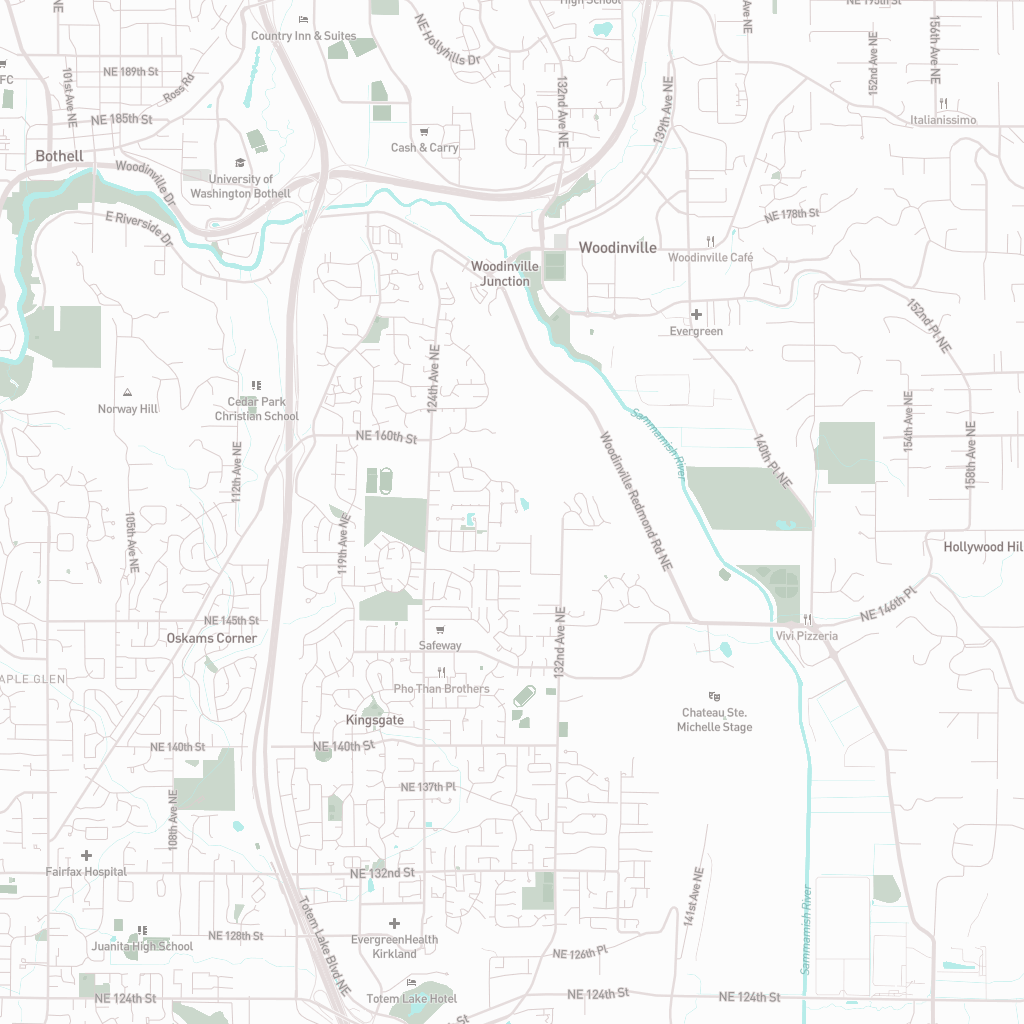 High School
NE 195th St
NE
NE
Country Inn & Suites
NE Hollyhills Dr
156th Ave NE
152nd Ave NE
NE 189th St
101st Ave NE
FC
Ross Rd
132nd Ave NE
139th Ave NE
Italianissimo
NE 185th St
Cash & Carry
Bothell
Woodinville Dr
University of
Washington Bothell
E Riverside Dr
NE 178th St
Woodinville
Woodinville Café
Woodinville
Junction
Evergreen
152nd Pl NE
124th Ave NE
Norway Hill
Cedar Park
Christian School
NE 160th St
112th Ave NE
Sammamish River
Woodinville Redmond Rd NE
140th Pl NE
154th Ave NE
158th Ave NE
105th Ave NE
119th Ave NE
Hollywood Hil
NE 145th St
Oskams Corner
Safeway
132nd Ave NE
NE 146th Pl
Vivi Pizzeria
APLE GLEN
Pho Than Brothers
Kingsgate
Chateau Ste.
Michelle Stage
NE 140th St
NE 140th St
NE 137th Pl
108th Ave NE
Fairfax Hospital
NE 132nd St
141st Ave NE
Totem Lake Blvd NE
Sammamish River
NE 128th St
Juanita High School
EvergreenHealth
Kirkland
NE 126th Pl
NE 124th St
Totem Lake Hotel
NE 124th St
NE 124th St
St